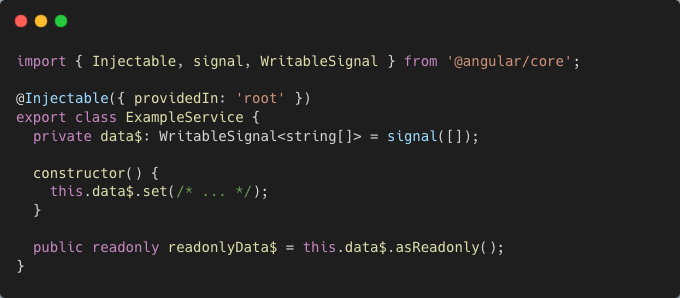 import { Injectable, signal, WritableSignal } from '@angular/core';
@Injectable({ providedIn: 'root' })
export class ExampleService {
private data$: WritableSignal<string[]> = signal([]);
constructor() {
this.data$.set(/* ... */);
}
public readonly readonlyData$ = this.data$.asReadonly();
}